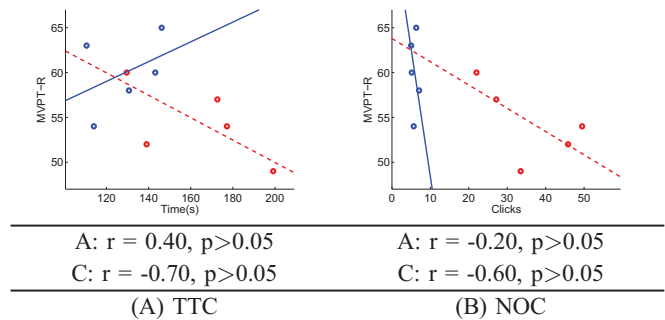 65
60
55
50
MVPT-R
120 140 160 180 200
Time(s)
65
60
55
50
MVPT-R
0 10 20 30 40 50
Clicks
A: r = 0.40, p>0.05
A: r = -0.20, p>0.05
C: r = -0.70, p>0.05
C: r = -0.60, p>0.05
(A) TTC
(B) NOC